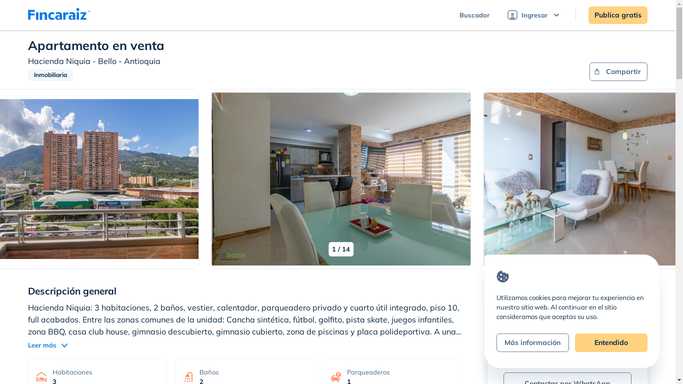 Fincaraiz
Buscador
Ingresar
Publica gratis
Apartamento en venta
Hacienda Niquia - Bello - Antioquia
Inmobiliaria
Compartir
1 / 14
Descripción general
Hacienda Niquia: 3 habitaciones, 2 baños, vestier, calentador, parqueadero privado y cuarto útil integrado, piso 10,
full acabados. Entre las zonas comunes de la unidad: Cancha sintética, fútbol, golfito, pista skate, juegos infantiles,
zona BBQ, casa club house, gimnasio descubierto, gimnasio cubierto, zona de piscinas y placa polideportiva. A una...
Leer más
Habitaciones
3
Baños
2
Parqueaderos
1
Utilizamos cookies para mejorar tu experiencia en
nuestro sitio web. Al continuar en el sitio
consideramos que aceptas su uso.
Más información
Entendido
Contactar por WhatsApp